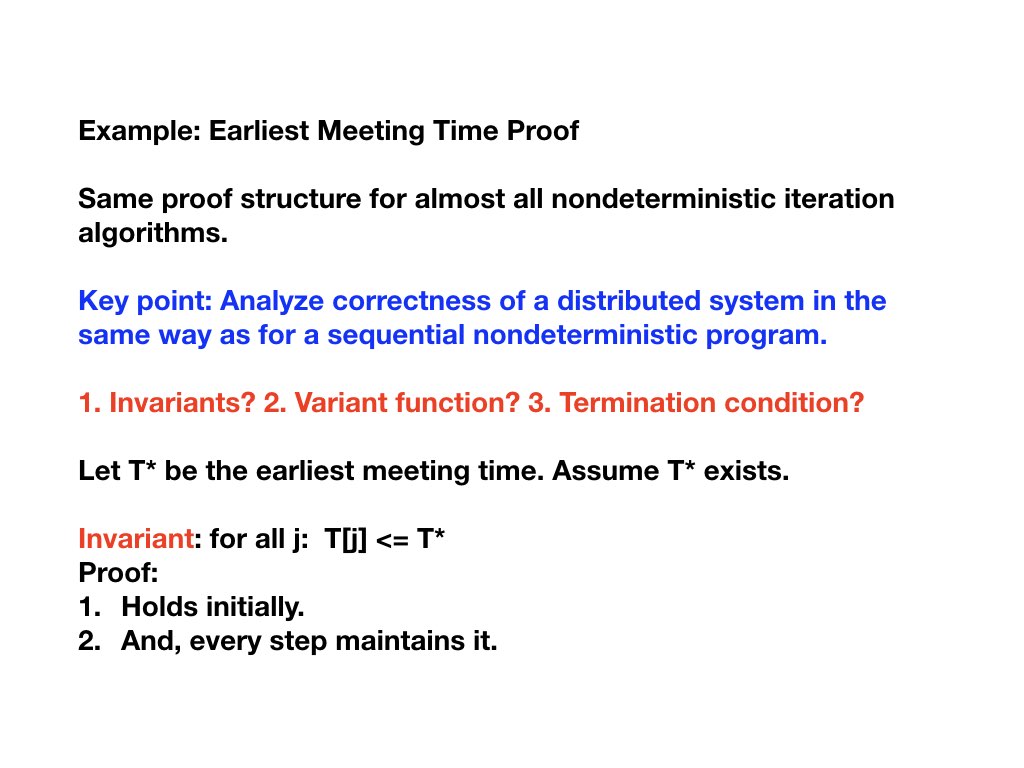 Example: Earliest Meeting Time Proof
Same proof structure for almost all nondeterministic iteration
algorithms.
Key point: Analyze correctness of a distributed system in the
same way as for a sequential nondeterministic program.
1. Invariants? 2. Variant function? 3. Termination condition?
Let T* be the earliest meeting time. Assume T* exists.
Invariant: for all j:  T[j] <= T*
Proof:
1. Holds initially.
2. And, every step maintains it.